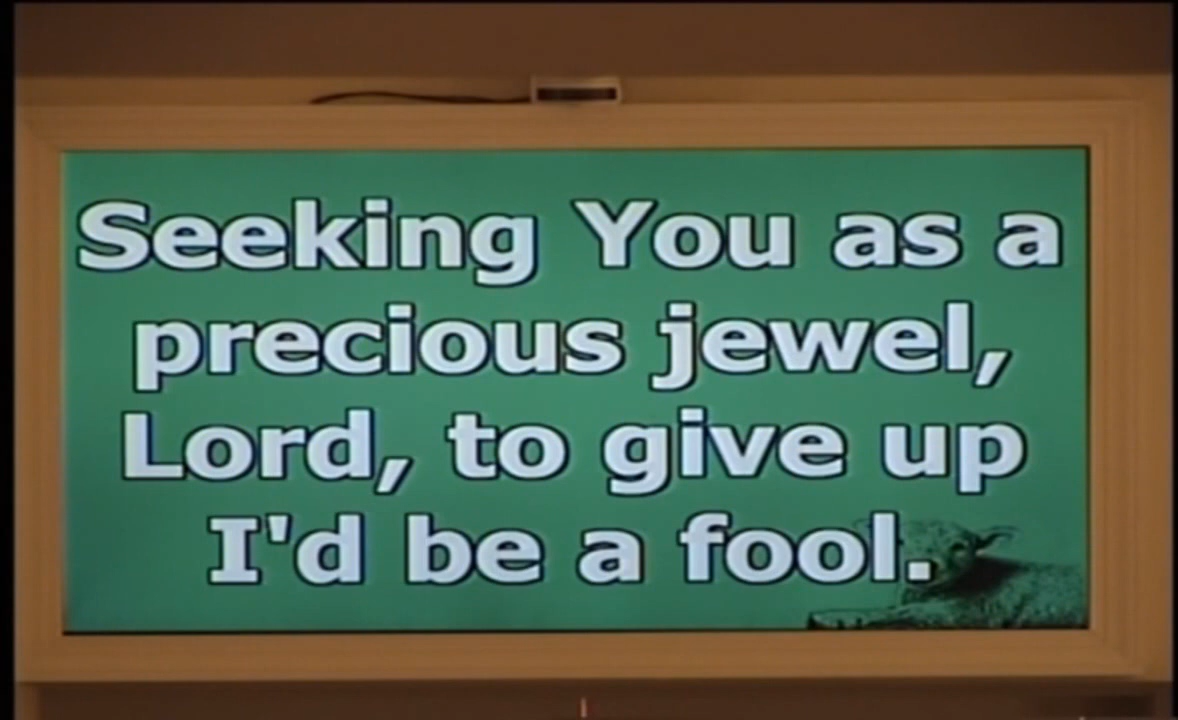 Seeking You as a
precious jewel,
Lord, to give up
I'd be a fool.